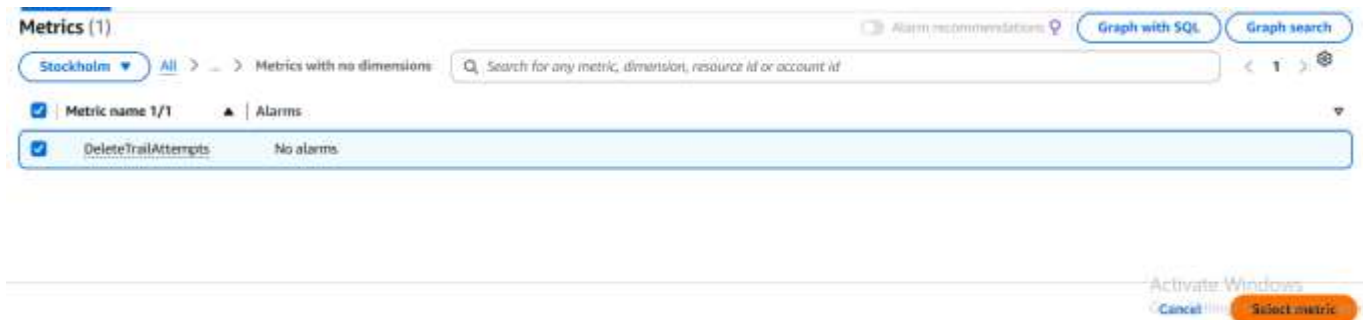 Metrics (1)
Alarm recommendations
Graph with SQL
Graph search
Stockholm ▼
All > ... > Metrics with no dimensions
Search for any metric, dimension, resource id or account id
< 1 >
Metric name 1/1 ▲ Alarms
DeleteTrailAttempts No alarms
Activate Windows
Cancel
Select metric